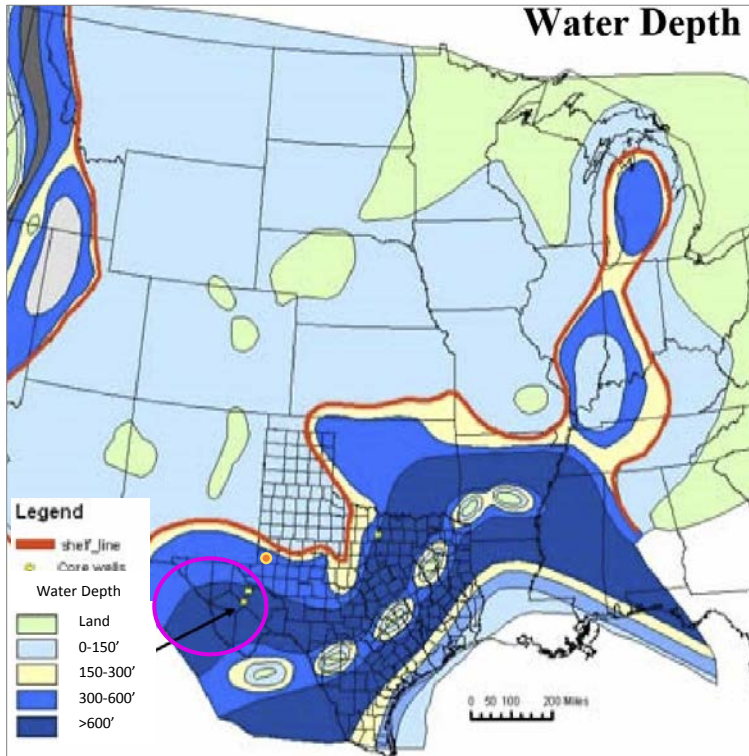 Water Depth
Legend
shelf_line
Core wells
Water Depth
Land
0-150'
150-300'
300-600'
>600'
0 50 100 200 Miles